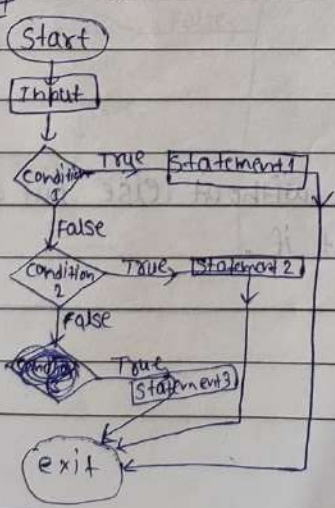 Start
Input
Condition 1
True
Statement1
False
Condition 2
True
Statement 2
False
True
Statement3
exit